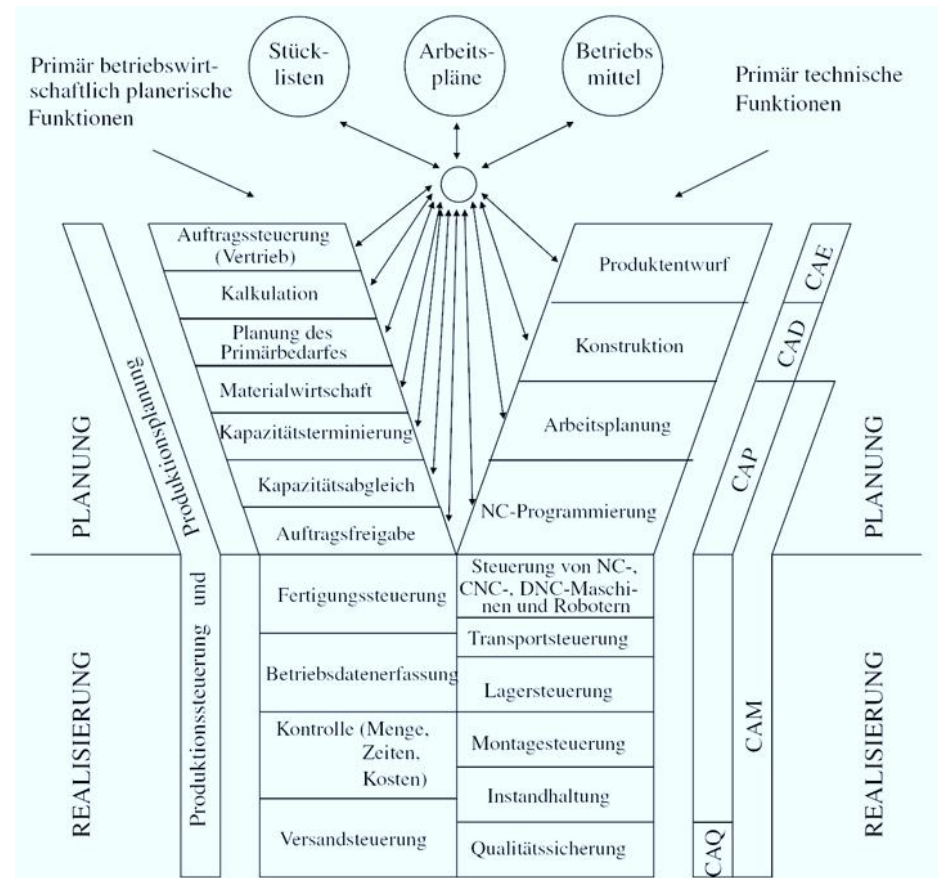 Stück-
listen
Arbeits-
pläne
Betriebs
mittel
Primär betriebswirt-
schaftlich planerische
Funktionen
Primär technische
Funktionen
Auftragssteuerung
(Vertrieb)
Kalkulation
Planung des
Primärbedarfes
Materialwirtschaft
Kapazitätsterminierung
Kapazitätsabgleich
Auftragsfreigabe
Produktentwurf
Konstruktion
Arbeitsplanung
NC-Programmierung
CAE
CAD
CAP
PLANUNG
Produktionsplanung
PLANUNG
Fertigungssteuerung
Betriebsdatenerfassung
Kontrolle (Menge,
Zeiten,
Kosten)
Versandsteuerung
Steuerung von NC-,
CNC-, DNC-Maschi-
nen und Robotern
Transportsteuerung
Lagersteuerung
Montagesteuerung
Instandhaltung
Qualitätssicherung
REALISIERUNG
Produktionssteuerung und
CAQ
CAM
REALISIERUNG